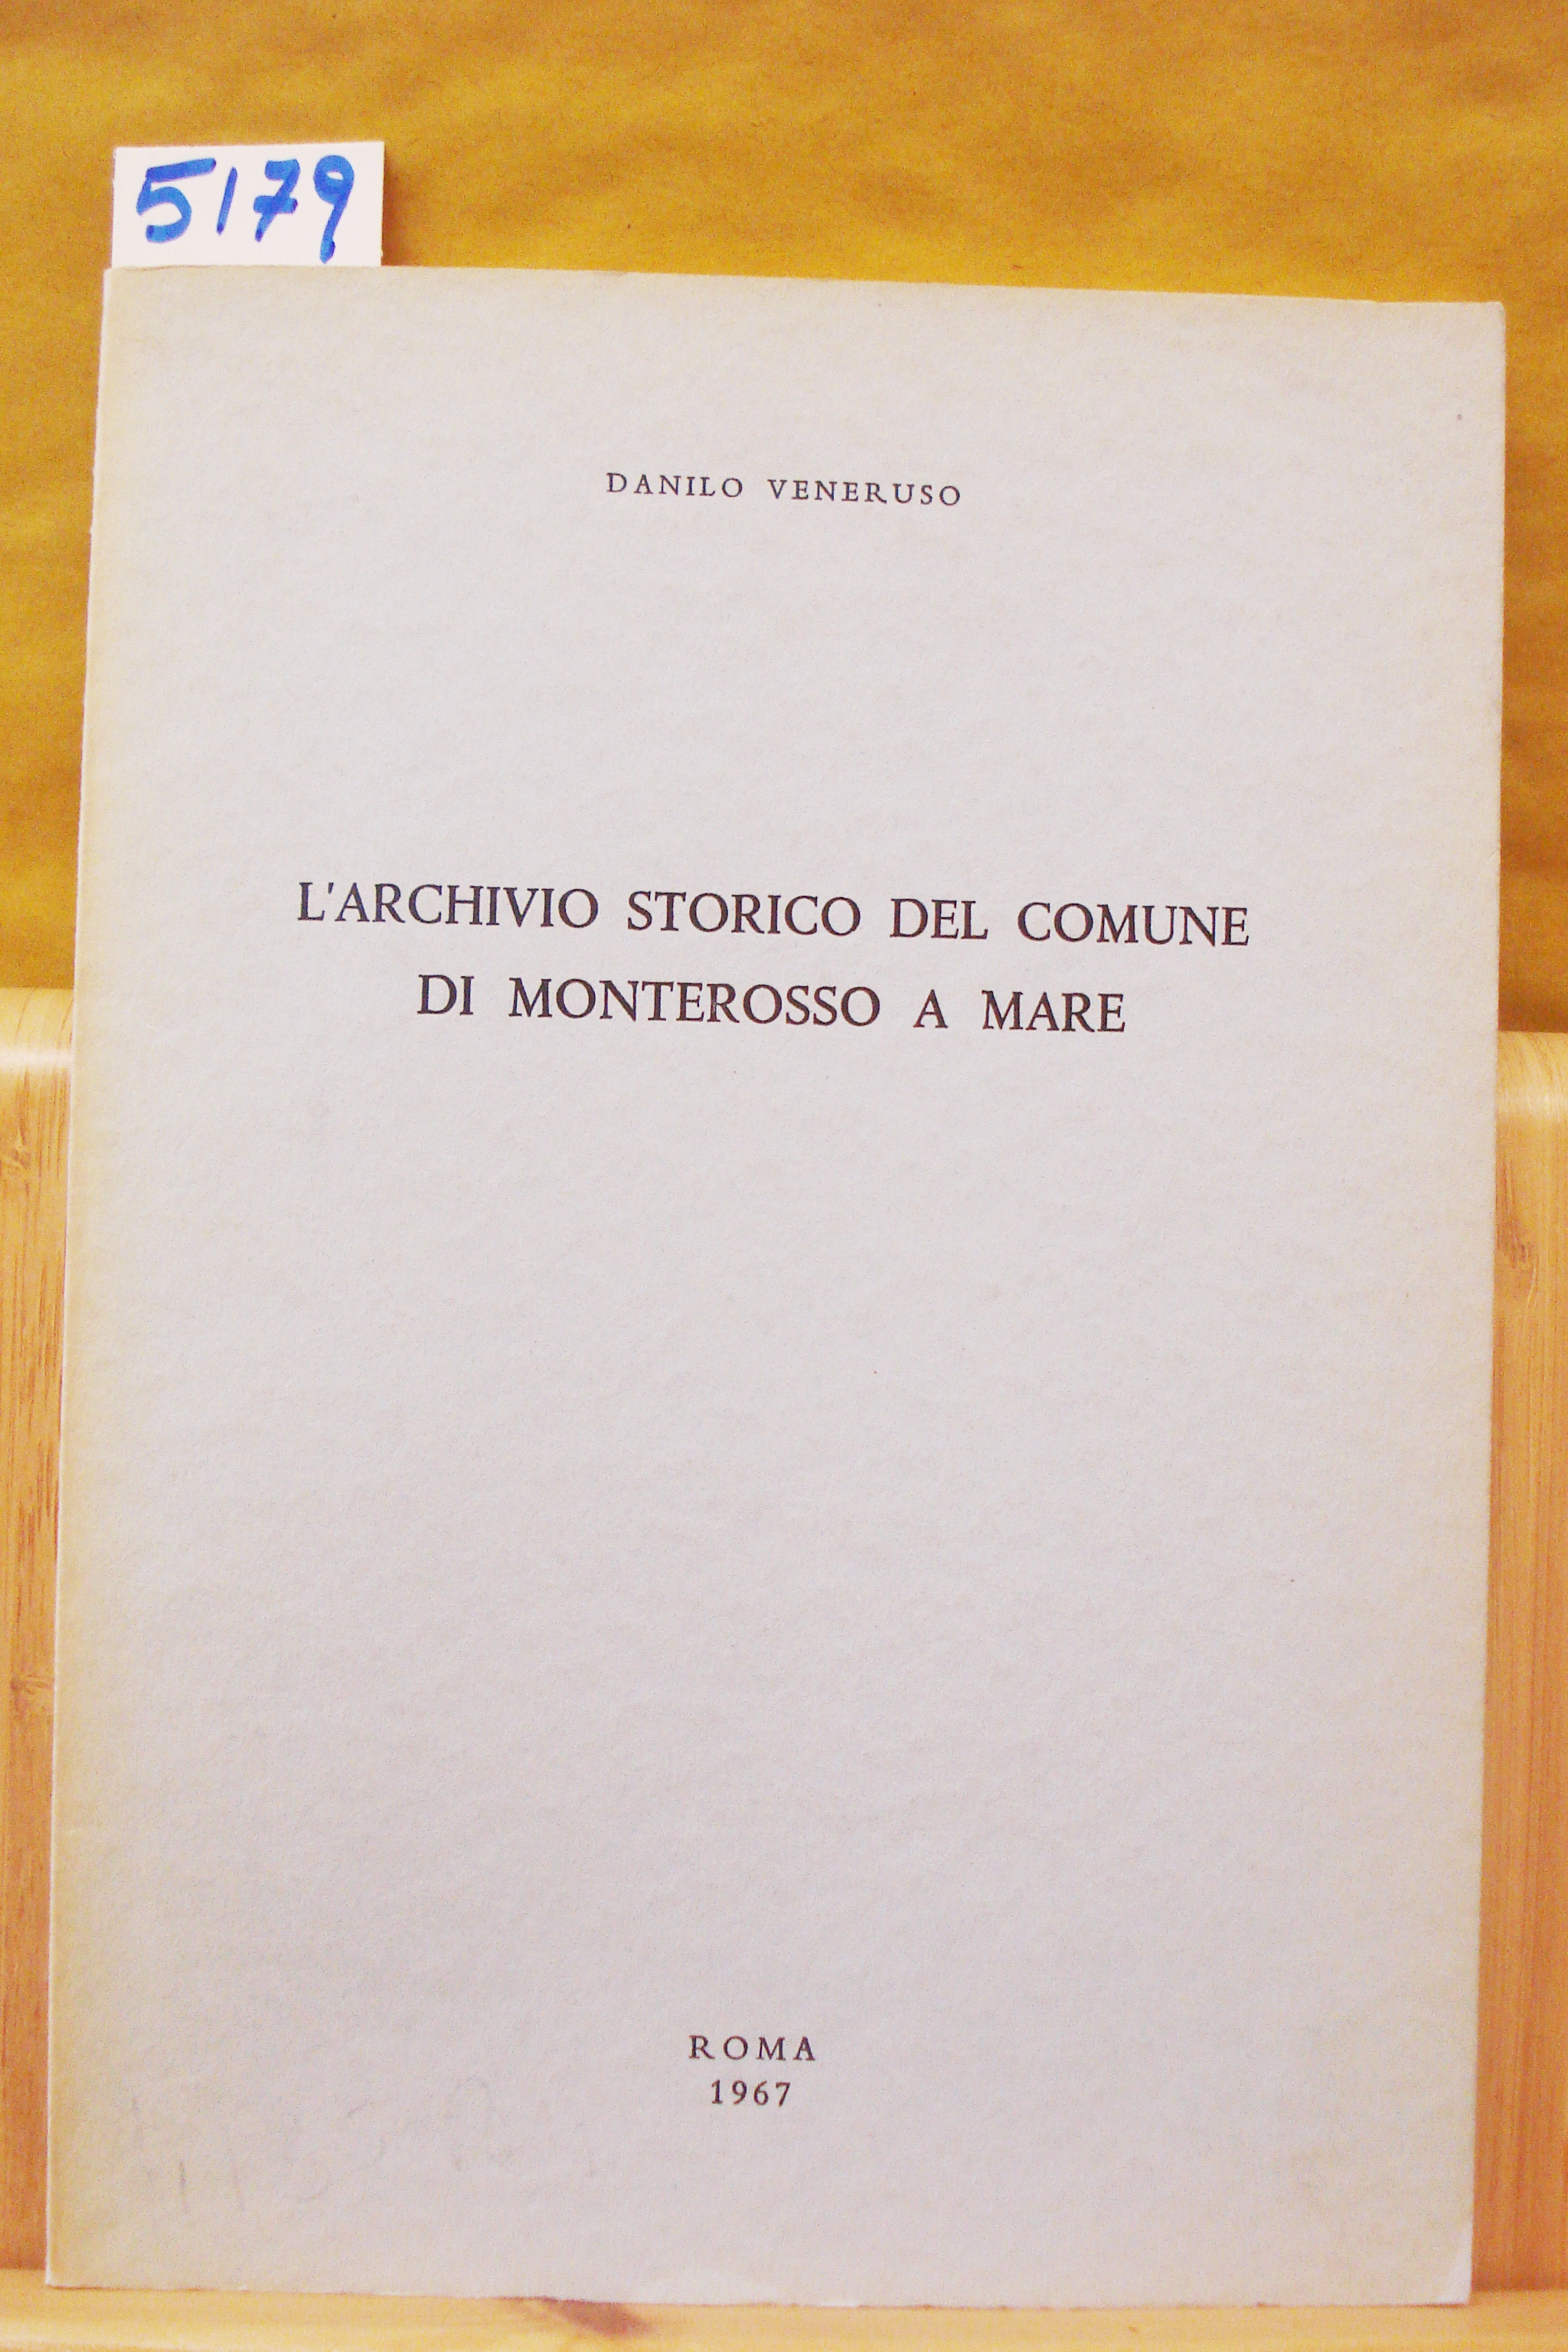 5179
DANILO VENERUSO
L'ARCHIVIO STORICO DEL COMUNE
DI MONTEROSSO A MARE
ROMA
1967